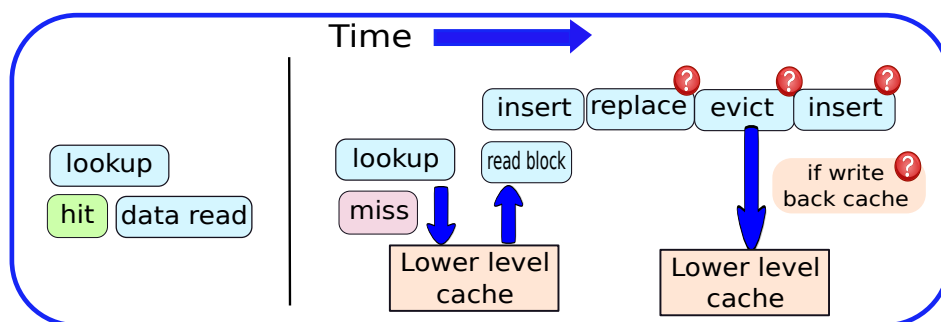 Time
lookup
hit
data read
lookup
miss
read block
insert
replace
?
evict
?
insert
?
if write
back cache
?
Lower level
cache
Lower level
cache